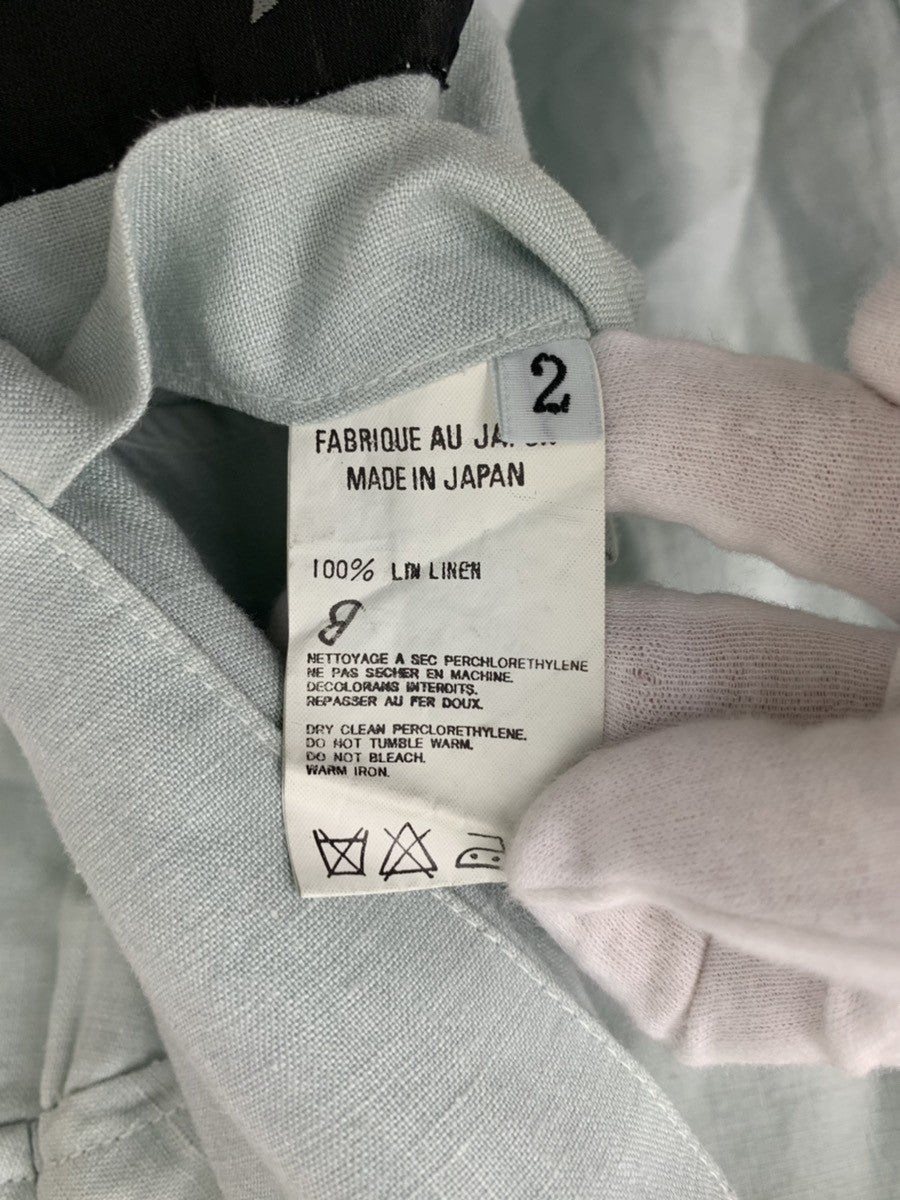 2
FABRIQUE AU
MADE IN JAPAN
100% LIN LINEN
B
NETTOYAGE A SEC PERCHLORETHYLENE
NE PAS SECHER EN MACHINE.
DECOLORANS INTERDITS.
REPASSER AU FER DOUX.
DRY CLEAN PERCLORETHYLENE.
DO NOT TUMBLE WARM.
DO NOT BLEACH.
WARM IRON.